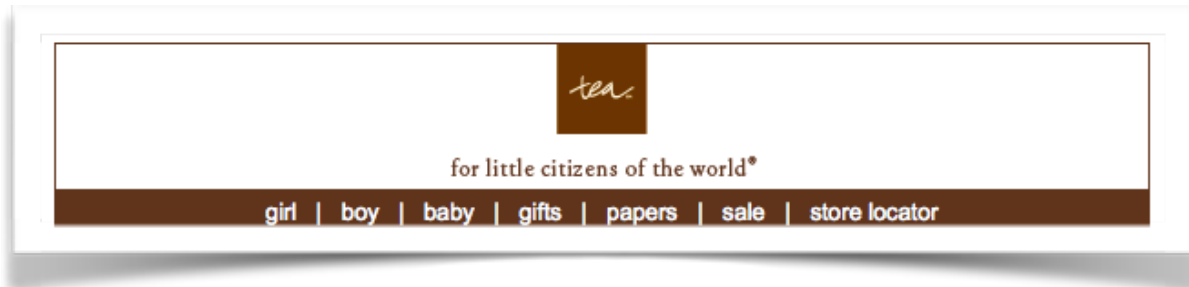 tea
for little citizens of the world®
girl | boy | baby | gifts | papers | sale | store locator